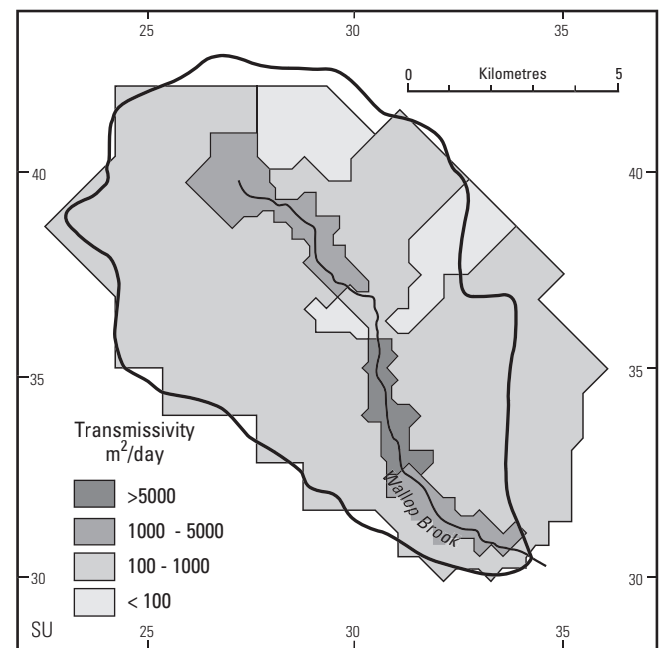 25 30 35
0 Kilometres 5
40 40
35 35
Transmissivity
m²/day
>5000
1000 - 5000
100 - 1000
< 100
Wallop Brook
30 30
SU 25 30 35